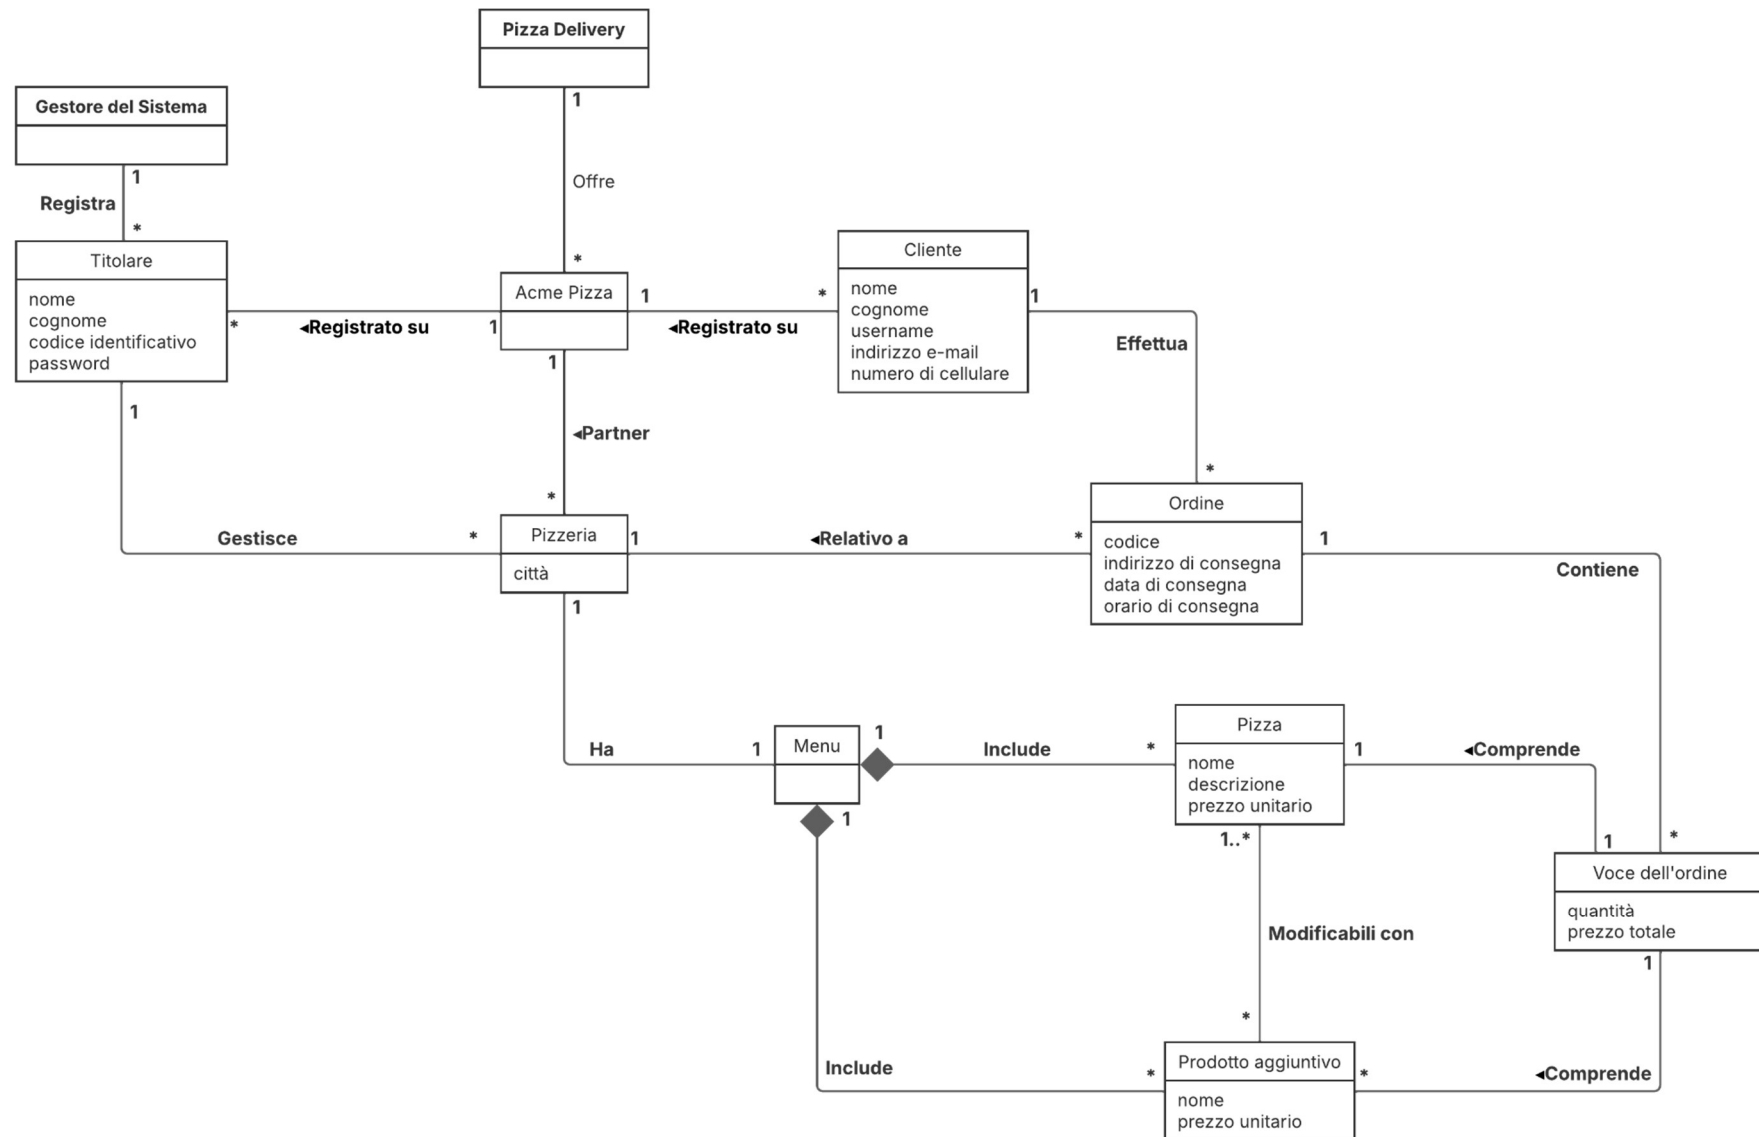 Pizza Delivery
1
Offre
*
Gestore del Sistema
1
Registra
*
Titolare
nome
cognome
codice identificativo
password
*
◂Registrato su
1
Acme Pizza
1
◂Registrato su
*
Cliente
nome
cognome
username
indirizzo e-mail
numero di cellulare
1
Effettua
*
1
◂Partner
*
1
Gestisce
*
Pizzeria
città
1
◂Relativo a
*
Ordine
codice
indirizzo di consegna
data di consegna
orario di consegna
1
Contiene
*
1
Ha
1
Menu
1
Include
*
Pizza
nome
descrizione
prezzo unitario
1
◂Comprende
1
Voce dell'ordine
quantità
prezzo totale
1
1..*
Modificabili con
*
1
Include
*
Prodotto aggiuntivo
nome
prezzo unitario
*
◂Comprende